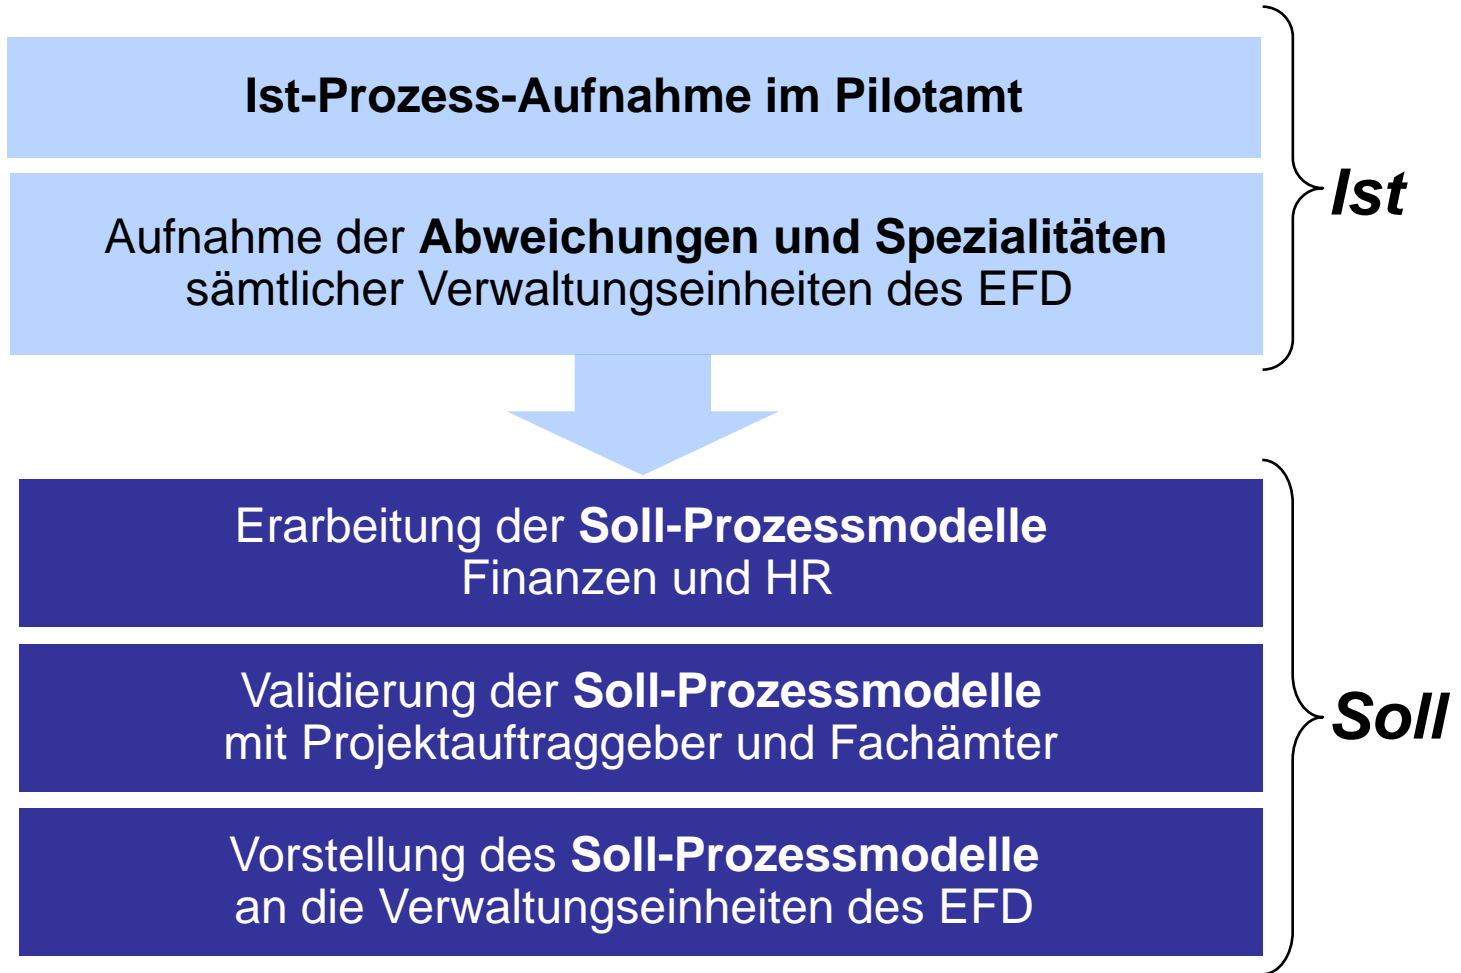 Ist-Prozess-Aufnahme im Pilotamt
Aufnahme der Abweichungen und Spezialitäten
sämtlicher Verwaltungseinheiten des EFD
Ist
Erarbeitung der Soll-Prozessmodelle
Finanzen und HR
Validierung der Soll-Prozessmodelle
mit Projektauftraggeber und Fachämter
Vorstellung des Soll-Prozessmodelle
an die Verwaltungseinheiten des EFD
Soll